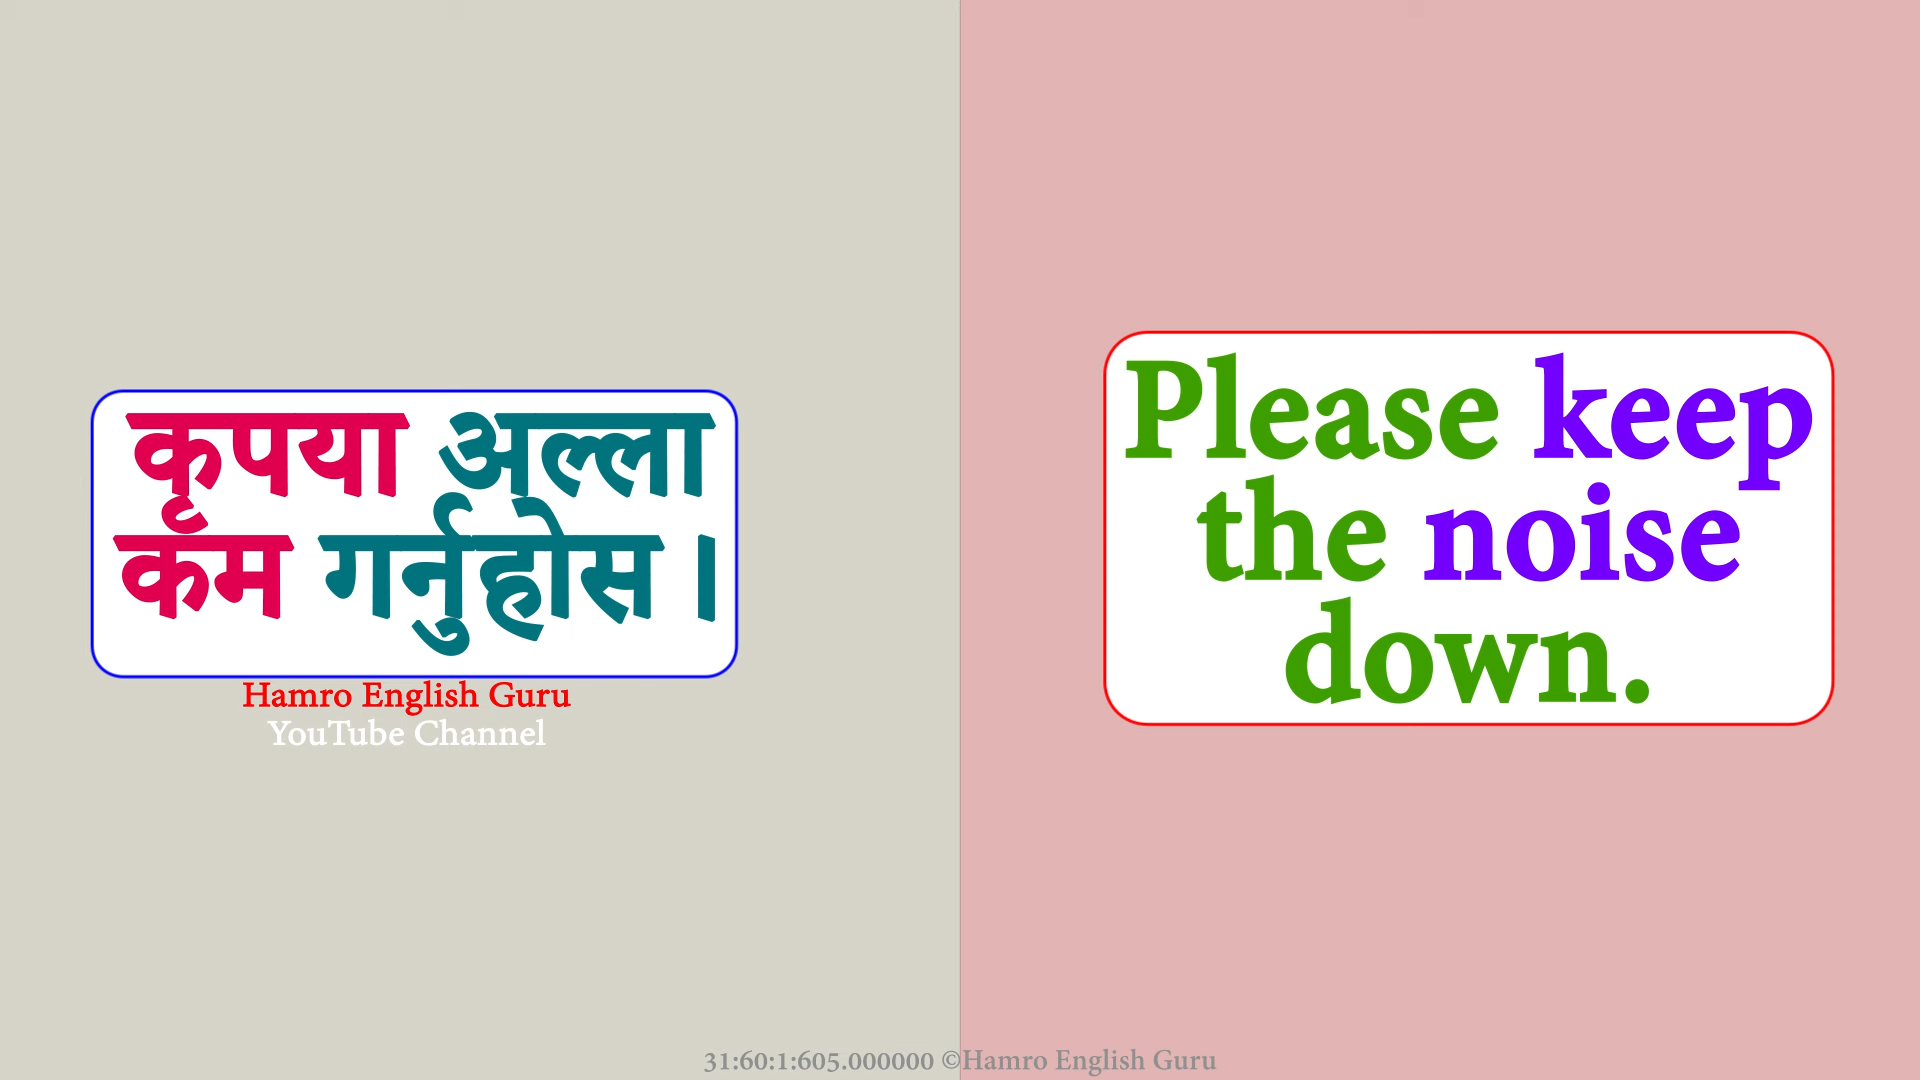 कृपया अल्ला
कम गर्नुहोस ।
Hamro English Guru
YouTube Channel
Please keep
the noise
down.
31:60:1:605.000000 ©Hamro English Guru